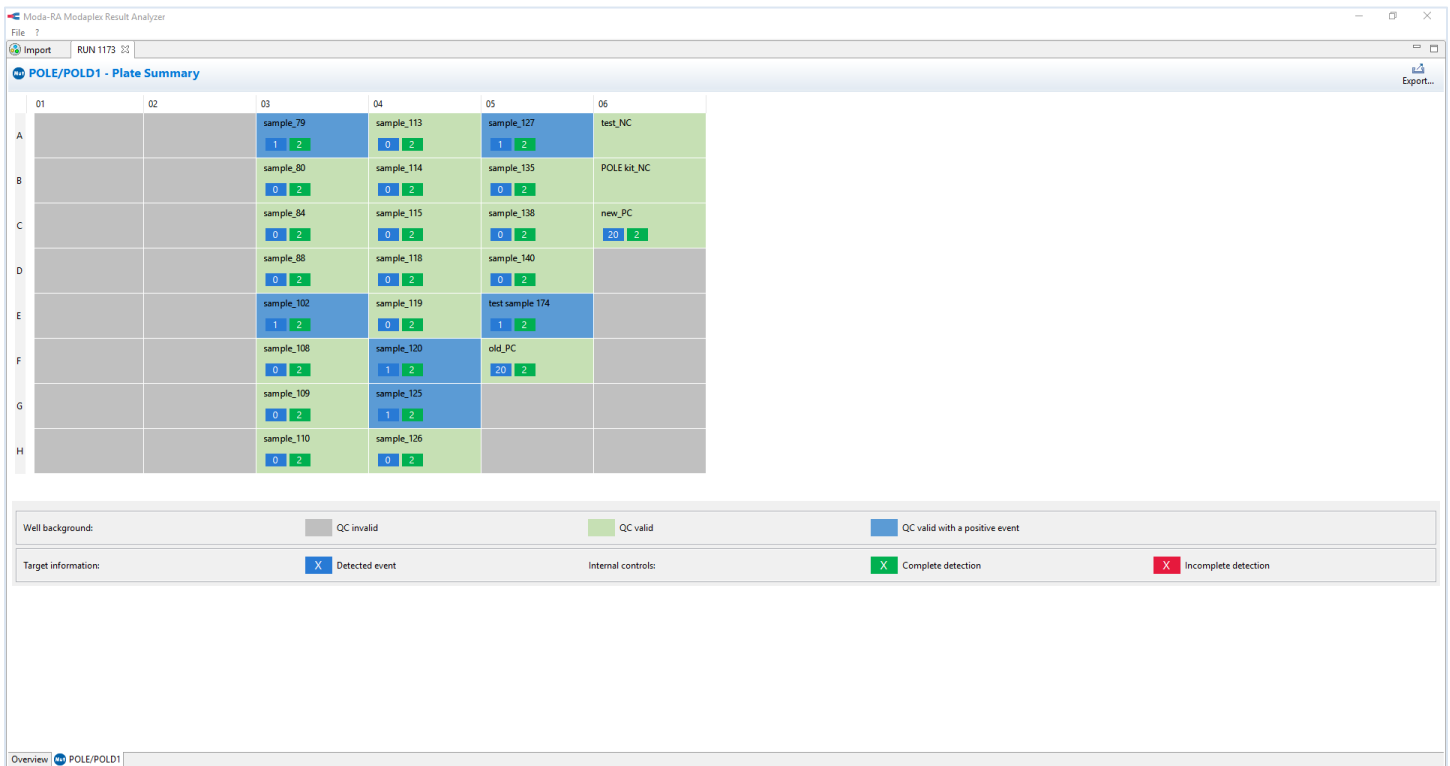 Moda-RA Modaplex Result Analyzer
File ?
Import RUN 1173
Mut POLE/POLD1 - Plate Summary
Export...
01 02 03 04 05 06
A
sample_79 sample_113 sample_127 test_NC
1 2 0 2 1 2
B
sample_80 sample_114 sample_135 POLE kit_NC
0 2 0 2 0 2
C
sample_84 sample_115 sample_138 new_PC
0 2 0 2 0 2 20 2
D
sample_88 sample_118 sample_140
0 2 0 2 0 2
E
sample_102 sample_119 test sample 174
1 2 0 2 1 2
F
sample_108 sample_120 old_PC
0 2 1 2 20 2
G
sample_109 sample_125
0 2 1 2
H
sample_110 sample_126
0 2 0 2
Well background: QC invalid QC valid QC valid with a positive event
Target information: X Detected event Internal controls: X Complete detection X Incomplete detection
Overview Mut POLE/POLD1